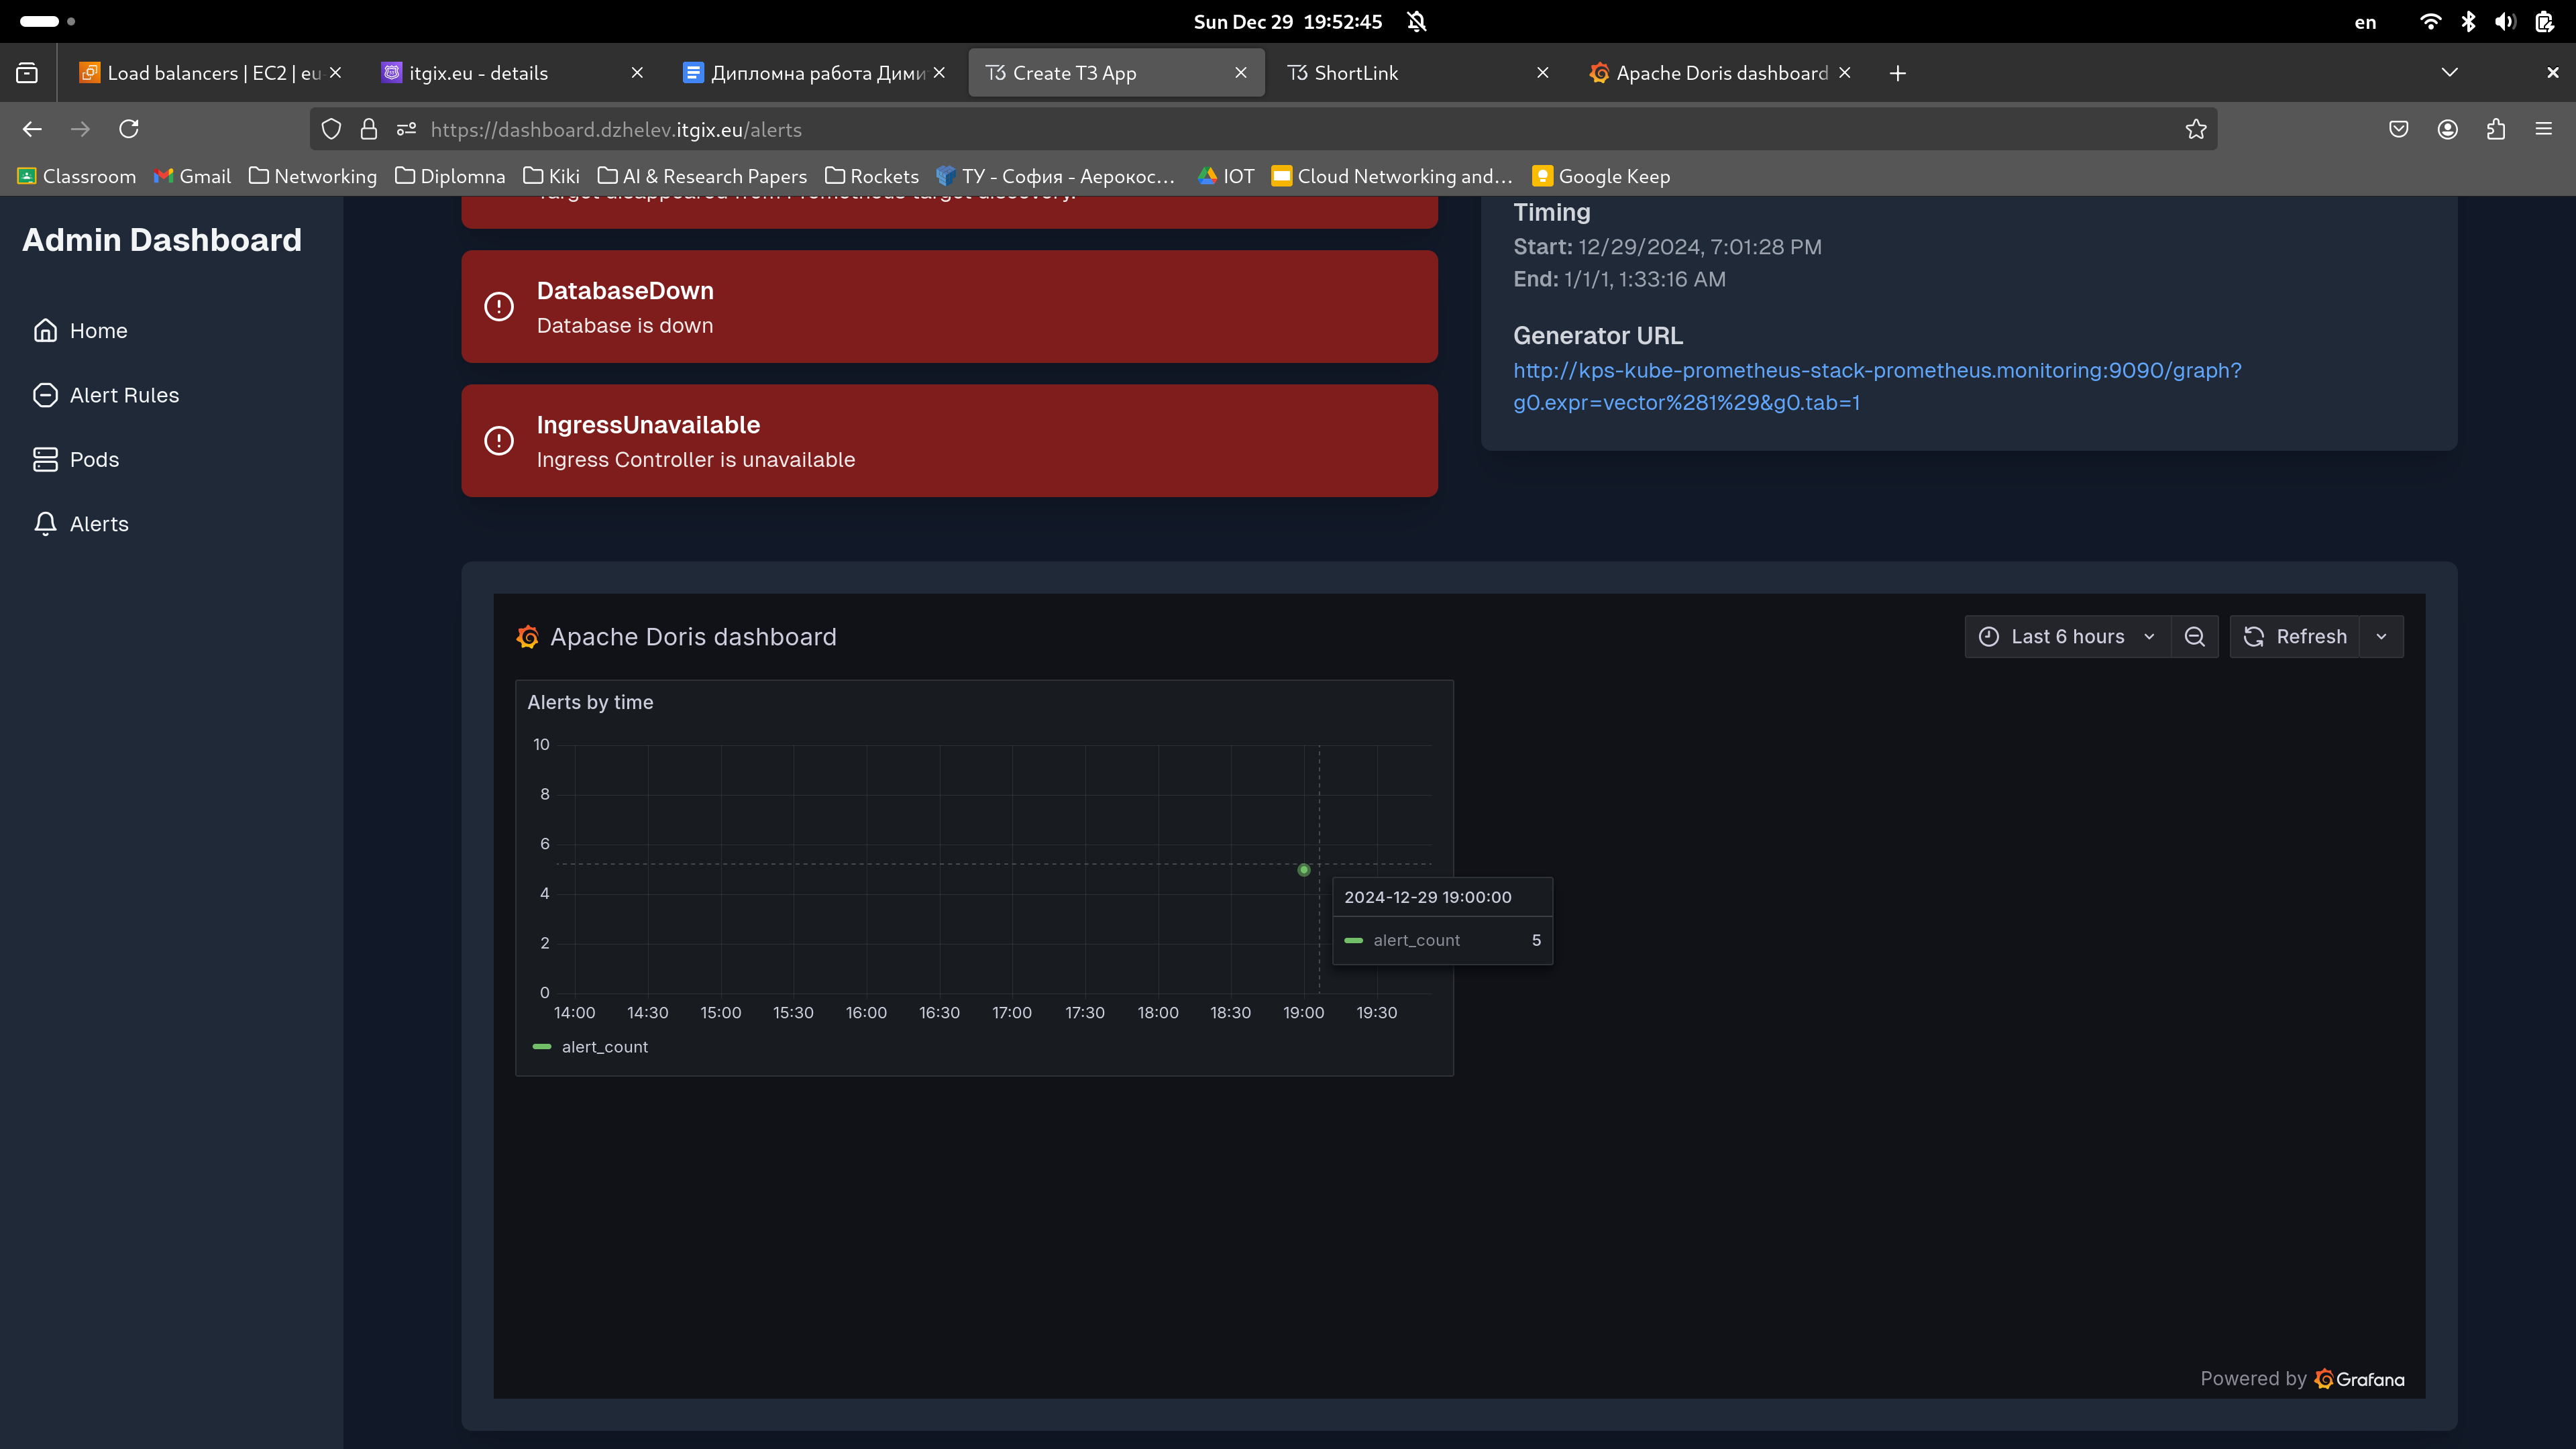 Sun Dec 29 19:52:45
en
Load balancers | EC2 | eu
itgix.eu - details
Дипломна работа Дими
Create T3 App
ShortLink
Apache Doris dashboard
https://dashboard.dzhelev.itgix.eu/alerts
Classroom
Gmail
Networking
Diplomna
Kiki
AI & Research Papers
Rockets
ТУ - София - Аерокос...
IOT
Cloud Networking and...
Google Keep
Admin Dashboard
Home
Alert Rules
Pods
Alerts
Target disappeared from Prometheus target discovery.
DatabaseDown
Database is down
IngressUnavailable
Ingress Controller is unavailable
Timing
Start: 12/29/2024, 7:01:28 PM
End: 1/1/1, 1:33:16 AM
Generator URL
http://kps-kube-prometheus-stack-prometheus.monitoring:9090/graph?
g0.expr=vector%281%29&g0.tab=1
Apache Doris dashboard
Last 6 hours
Refresh
Alerts by time
10
8
6
4
2
0
14:00 14:30 15:00 15:30 16:00 16:30 17:00 17:30 18:00 18:30 19:00 19:30
alert_count
2024-12-29 19:00:00
alert_count 5
Powered by Grafana